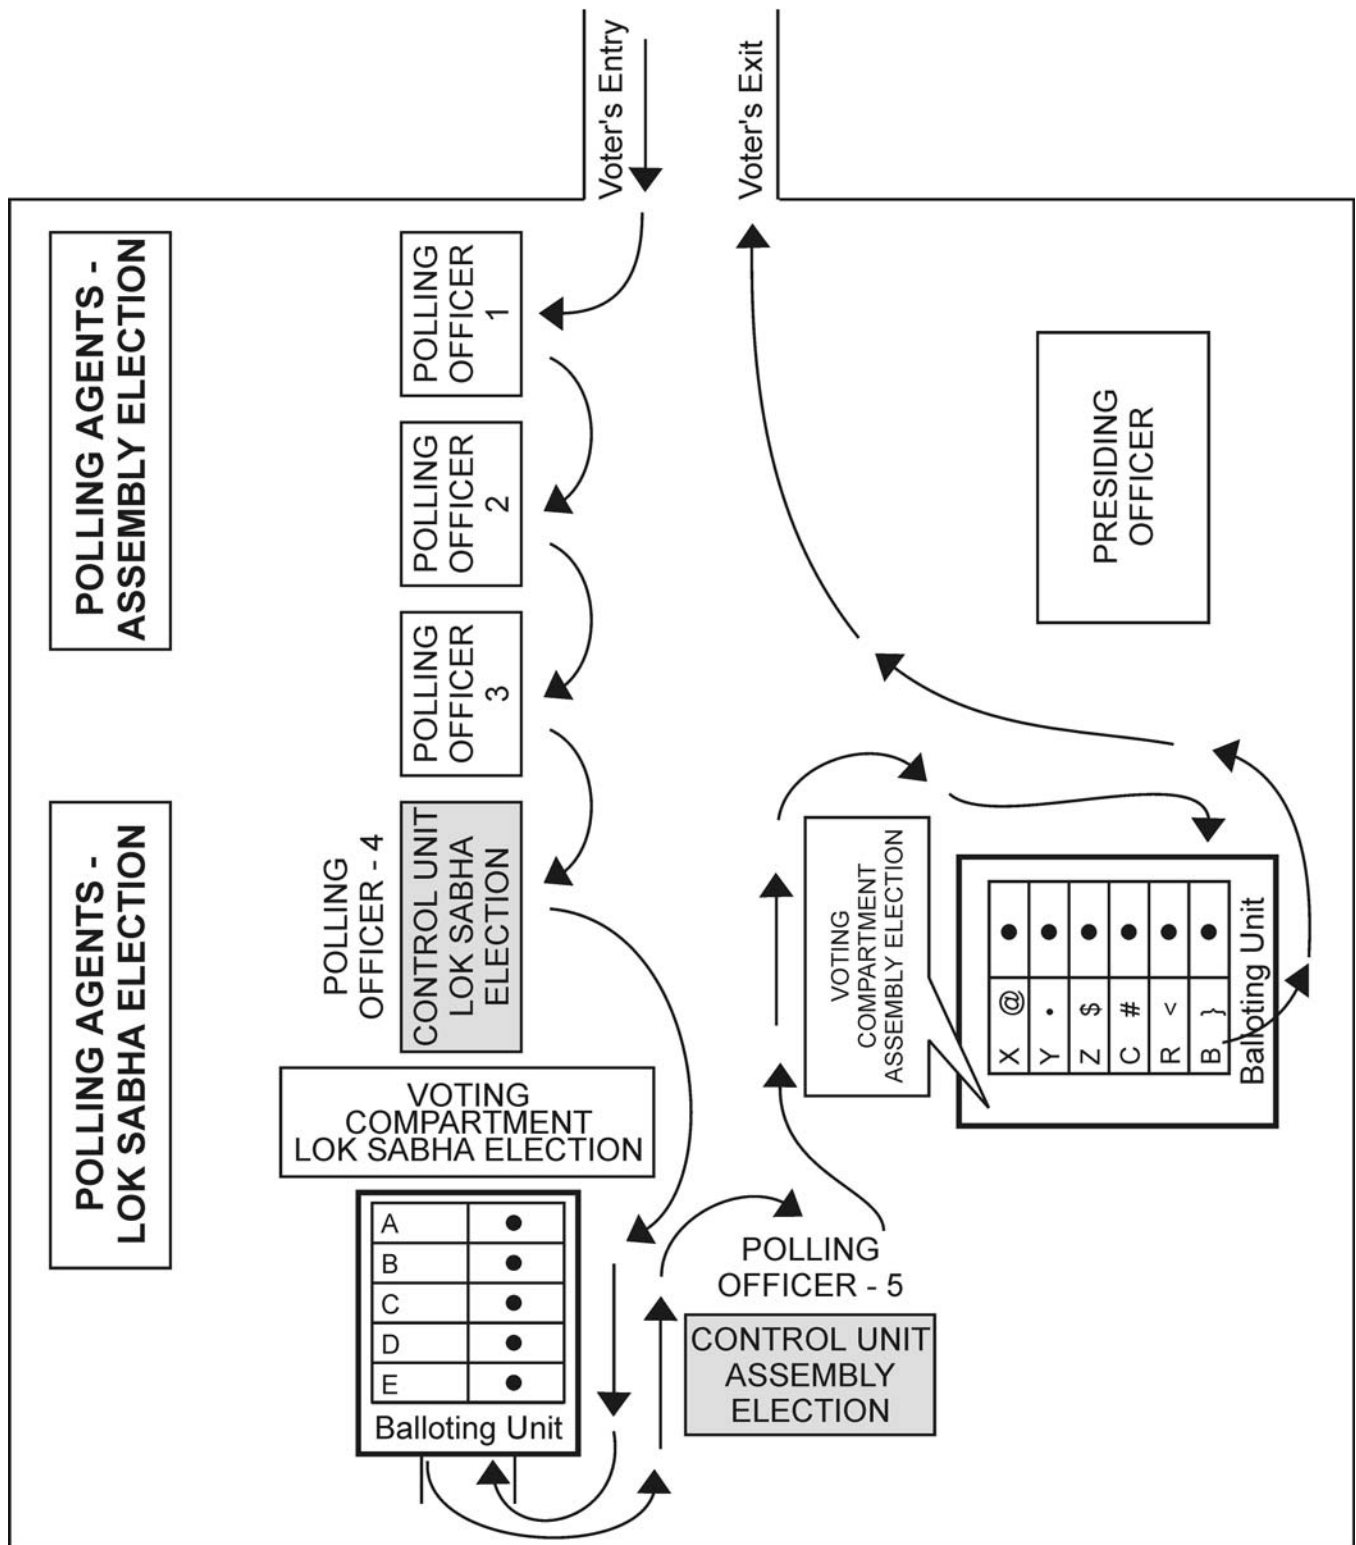 Voter's Entry
Voter's Exit
POLLING AGENTS -
ASSEMBLY ELECTION
POLLING
OFFICER
1
POLLING
OFFICER
2
POLLING
OFFICER
3
PRESIDING
OFFICER
POLLING AGENTS -
LOK SABHA ELECTION
POLLING
OFFICER - 4
CONTROL UNIT
LOK SABHA
ELECTION
VOTING
COMPARTMENT
LOK SABHA ELECTION
A
B
C
D
E
Balloting Unit
POLLING
OFFICER - 5
CONTROL UNIT
ASSEMBLY
ELECTION
VOTING
COMPARTMENT
ASSEMBLY ELECTION
X @
Y •
Z $
C #
R <
B }
Balloting Unit